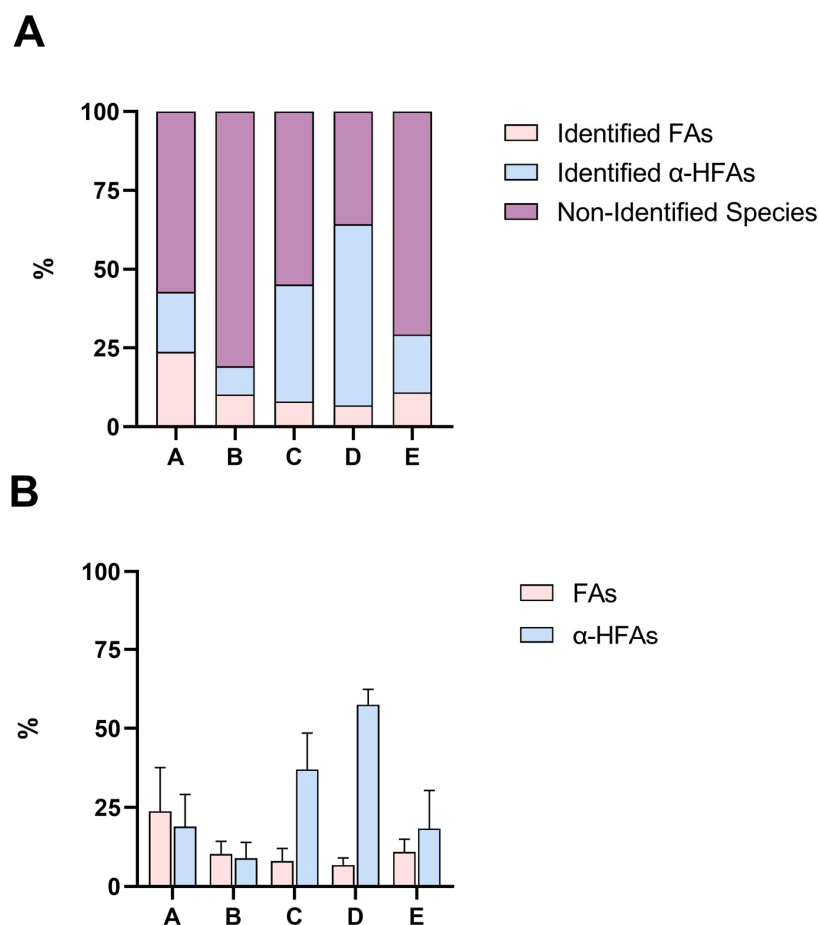 A
100
75
50
25
0
%
A B C D E
Identified FAs
Identified α-HFAs
Non-Identified Species
B
100
75
50
25
0
%
A B C D E
FAs
α-HFAs